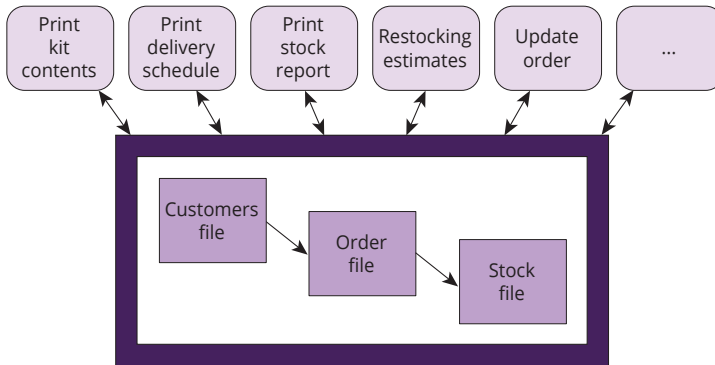 Print
kit
contents
Print
delivery
schedule
Print
stock
report
Restocking
estimates
Update
order
...
Customers
file
Order
file
Stock
file